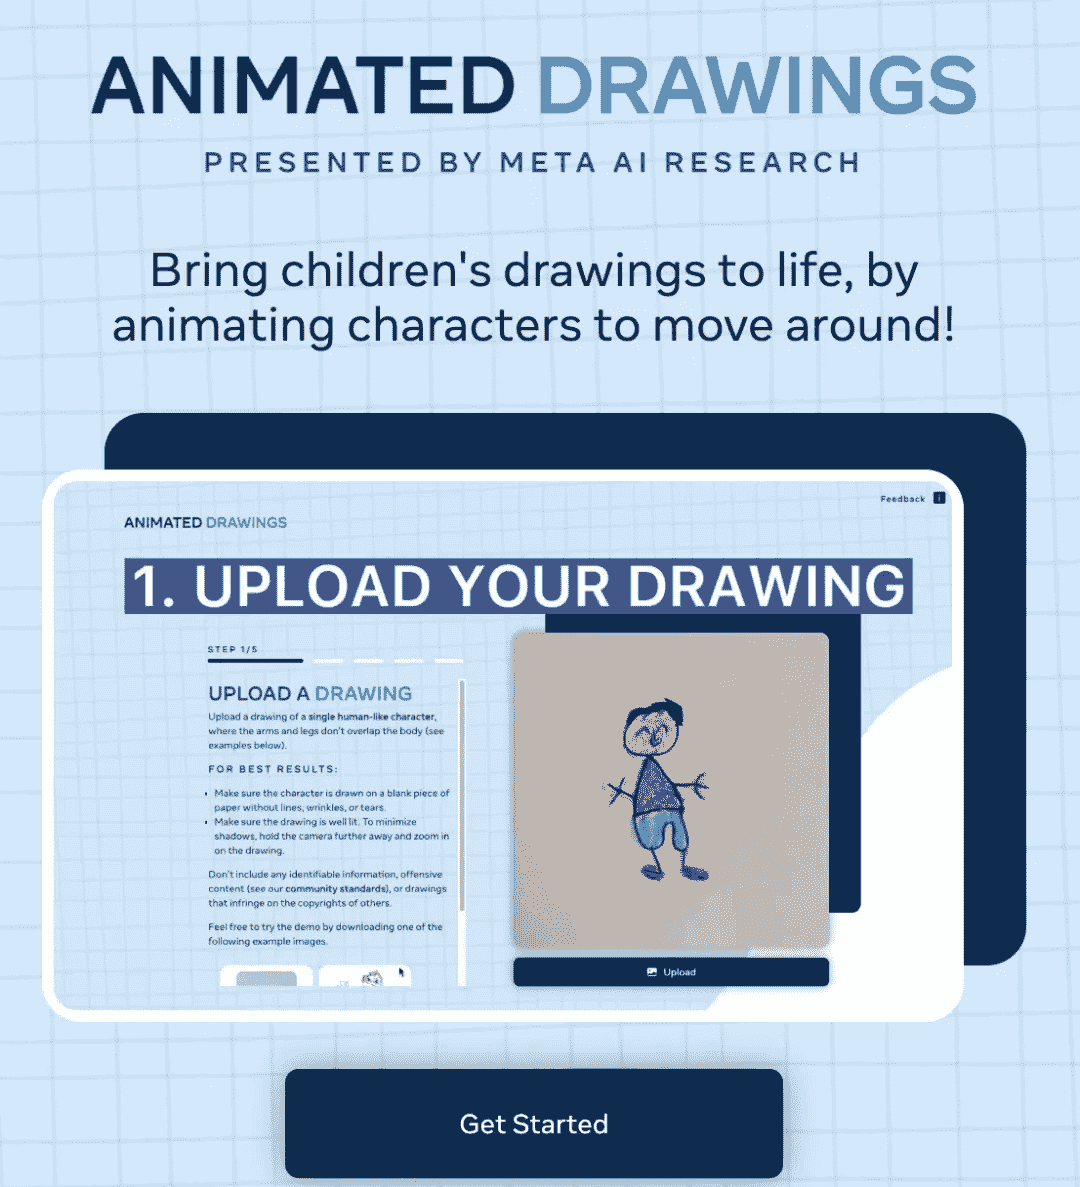 ANIMATED DRAWINGS
PRESENTED BY META AI RESEARCH
Bring children's drawings to life, by
animating characters to move around!
Feedback
ANIMATED DRAWINGS
1. UPLOAD YOUR DRAWING
STEP 1/5
UPLOAD A DRAWING
Upload a drawing of a single human-like character,
where the arms and legs don't overlap the body (see
examples below).
FOR BEST RESULTS:
• Make sure the character is drawn on a blank piece of
paper without lines, wrinkles, or tears.
• Make sure the drawing is well lit. To minimize
shadows, hold the camera further away and zoom in
on the drawing.
Don't include any identifiable information, offensive
content (see our community standards), or drawings
that infringe on the copyrights of others.
Feel free to try the demo by downloading one of the
following example images.
Upload
Get Started